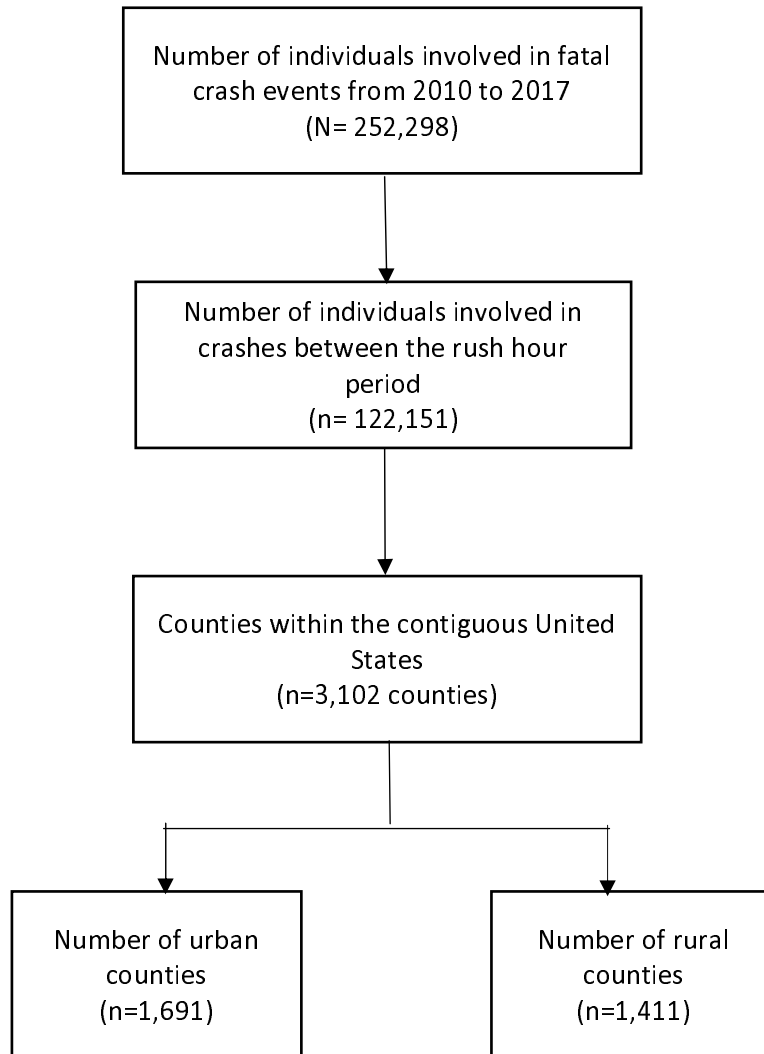 Number of individuals involved in fatal
crash events from 2010 to 2017
(N= 252,298)
Number of individuals involved in
crashes between the rush hour
period
(n= 122,151)
Counties within the contiguous United
States
(n=3,102 counties)
Number of urban
counties
(n=1,691)
Number of rural
counties
(n=1,411)